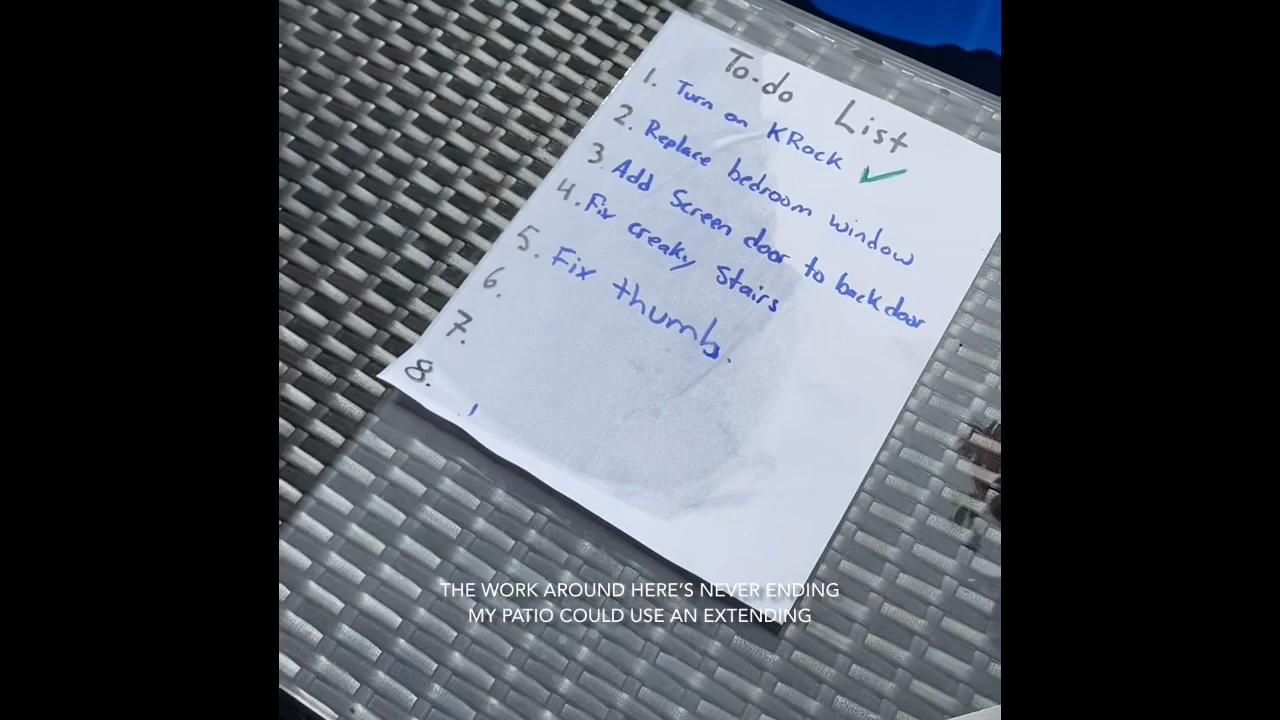 To-do List
1. Turn on KRock ✓
2. Replace bedroom window
3. Add Screen door to back door
4. Fix creaky Stairs
5. Fix thumb.
6.
7.
8.
THE WORK AROUND HERE'S NEVER ENDING
MY PATIO COULD USE AN EXTENDING